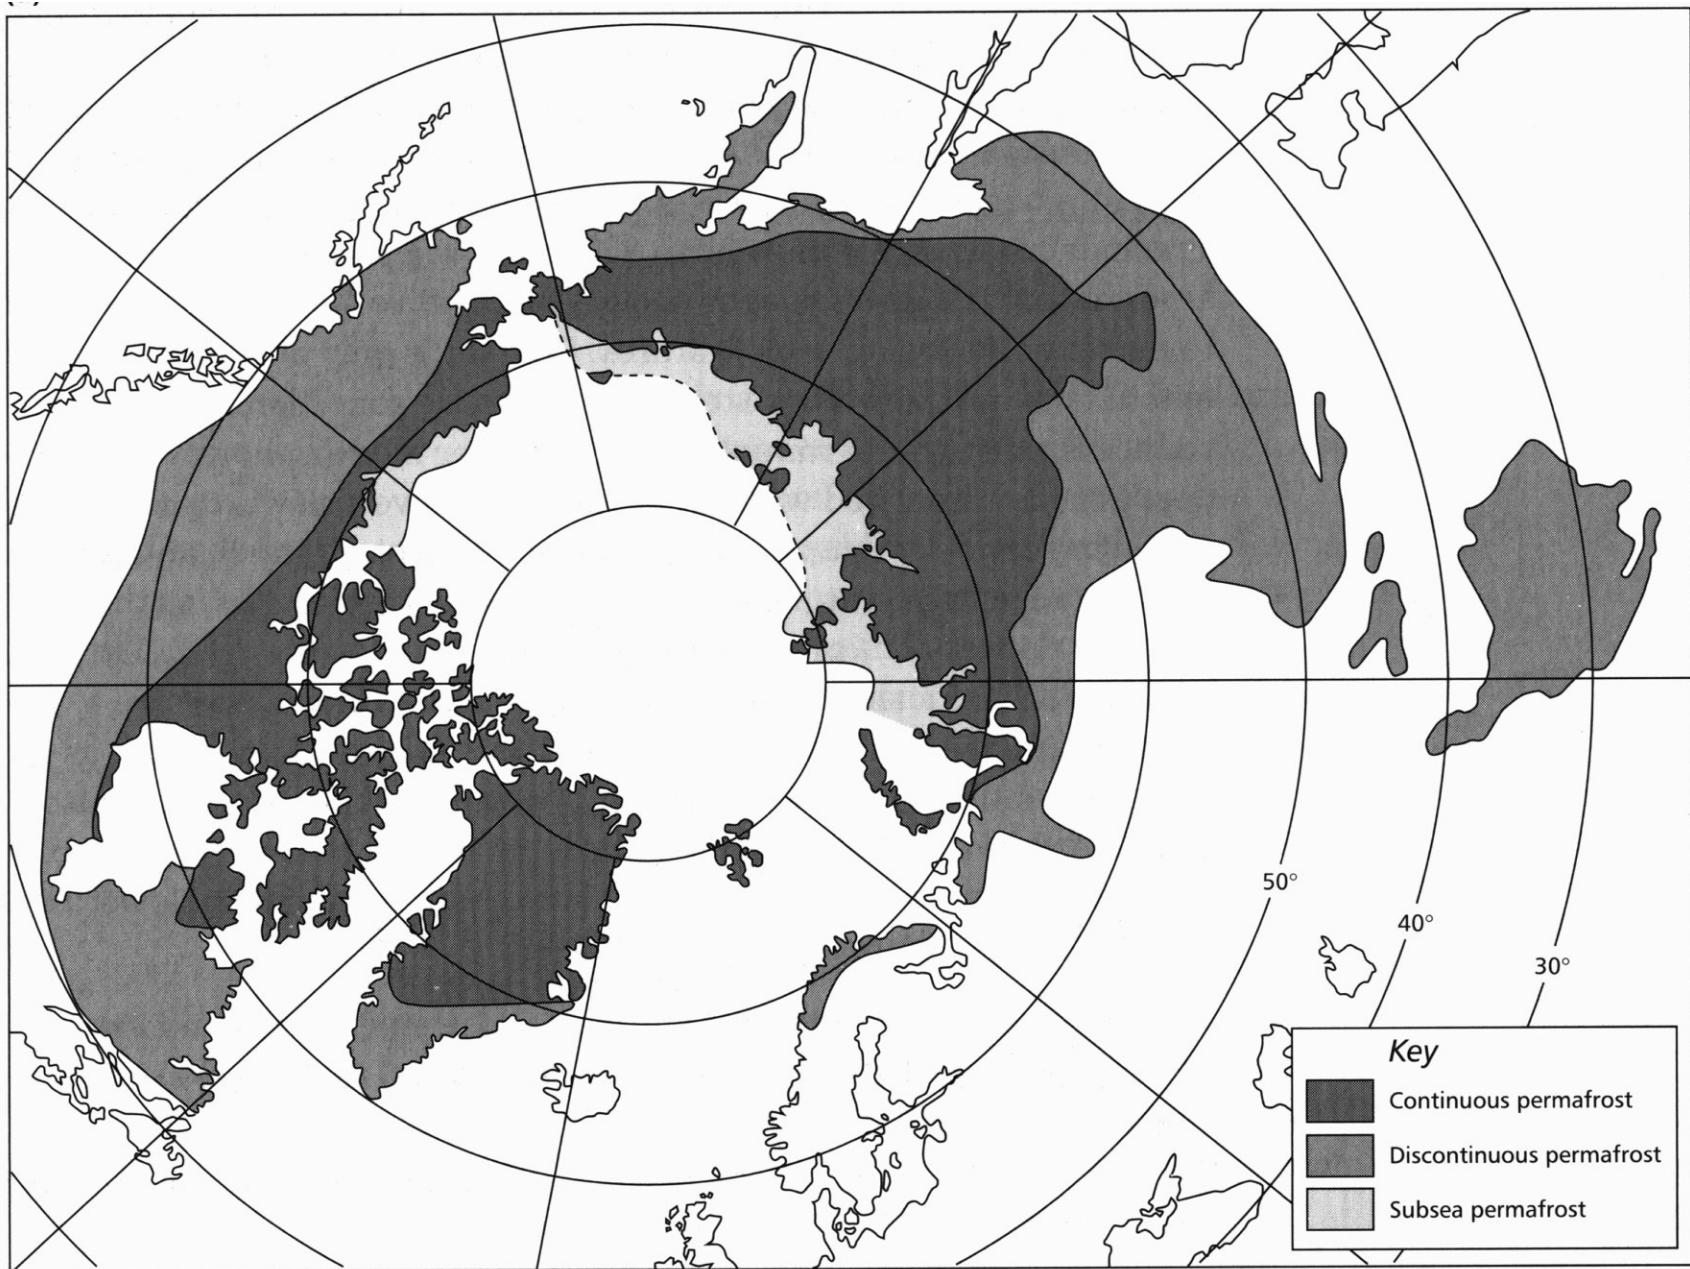 50°
40°
30°
Key
Continuous permafrost
Discontinuous permafrost
Subsea permafrost